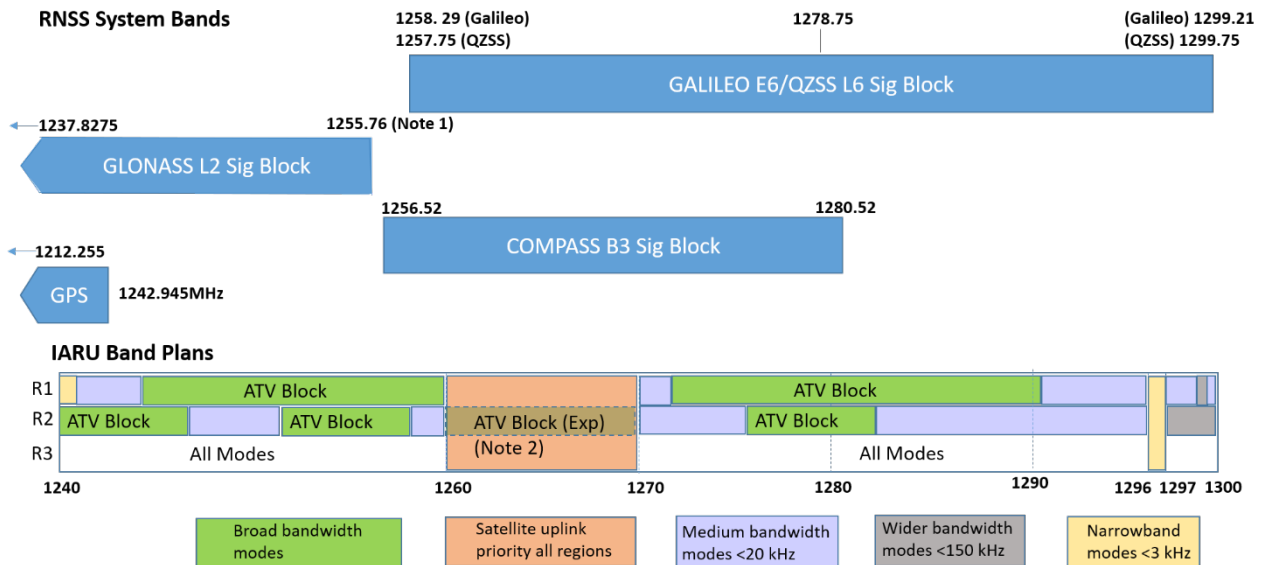 RNSS System Bands
1258. 29 (Galileo)
1257.75 (QZSS)
1278.75
(Galileo) 1299.21
(QZSS) 1299.75
GALILEO E6/QZSS L6 Sig Block
1237.8275
1255.76 (Note 1)
GLONASS L2 Sig Block
1256.52
1280.52
COMPASS B3 Sig Block
1212.255
GPS
1242.945MHz
IARU Band Plans
R1
ATV Block
ATV Block
R2
ATV Block
ATV Block
ATV Block (Exp)
(Note 2)
ATV Block
R3
All Modes
All Modes
1240
1260
1270
1280
1290
1296
1297
1300
Broad bandwidth
modes
Satellite uplink
priority all regions
Medium bandwidth
modes <20 kHz
Wider bandwidth
modes <150 kHz
Narrowband
modes <3 kHz